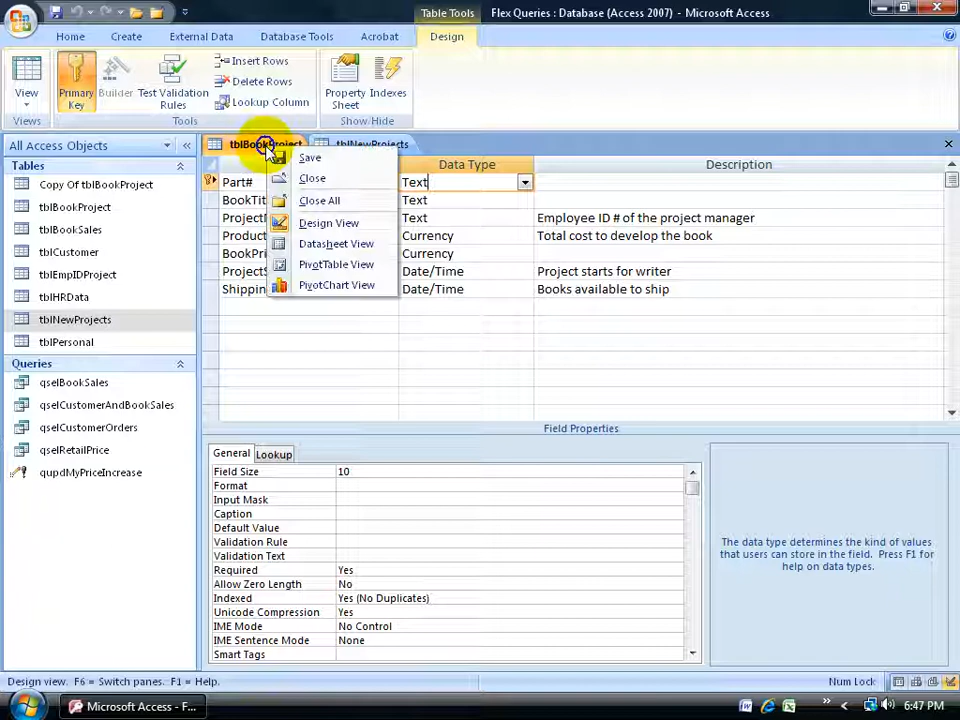 Table Tools
Flex Queries : Database (Access 2007) - Microsoft Access
Home
Create
External Data
Database Tools
Acrobat
Design
View
Primary Key
Builder
Test Validation Rules
Insert Rows
Delete Rows
Lookup Column
Property Sheet
Indexes
Views
Tools
Show/Hide
All Access Objects
«
tblBookProject
tblNewProjects
Tables
Copy Of tblBookProject
tblBookProject
tblBookSales
tblCustomer
tblEmpIDProject
tblHRData
tblNewProjects
tblPersonal
Queries
qselBookSales
qselCustomerAndBookSales
qselCustomerOrders
qselRetailPrice
qupdMyPriceIncrease
Save
Close
Close All
Design View
Datasheet View
PivotTable View
PivotChart View
Data Type
Description
Part#
Text
BookTit
Text
Text
Employee ID # of the project manager
Product
Currency
Total cost to develop the book
BookPri
Currency
Date/Time
Project starts for writer
Shippin
Date/Time
Books available to ship
Field Properties
General
Lookup
Field Size 10
Format
Input Mask
Caption
Default Value
Validation Rule
Validation Text
Required Yes
Allow Zero Length No
Indexed Yes (No Duplicates)
Unicode Compression Yes
IME Mode No Control
IME Sentence Mode None
Smart Tags
The data type determines the kind of values
that users can store in the field. Press F1 for
help on data types.
Design view. F6 = Switch panes. F1 = Help.
Num Lock
Microsoft Access - F...
»
6:47 PM